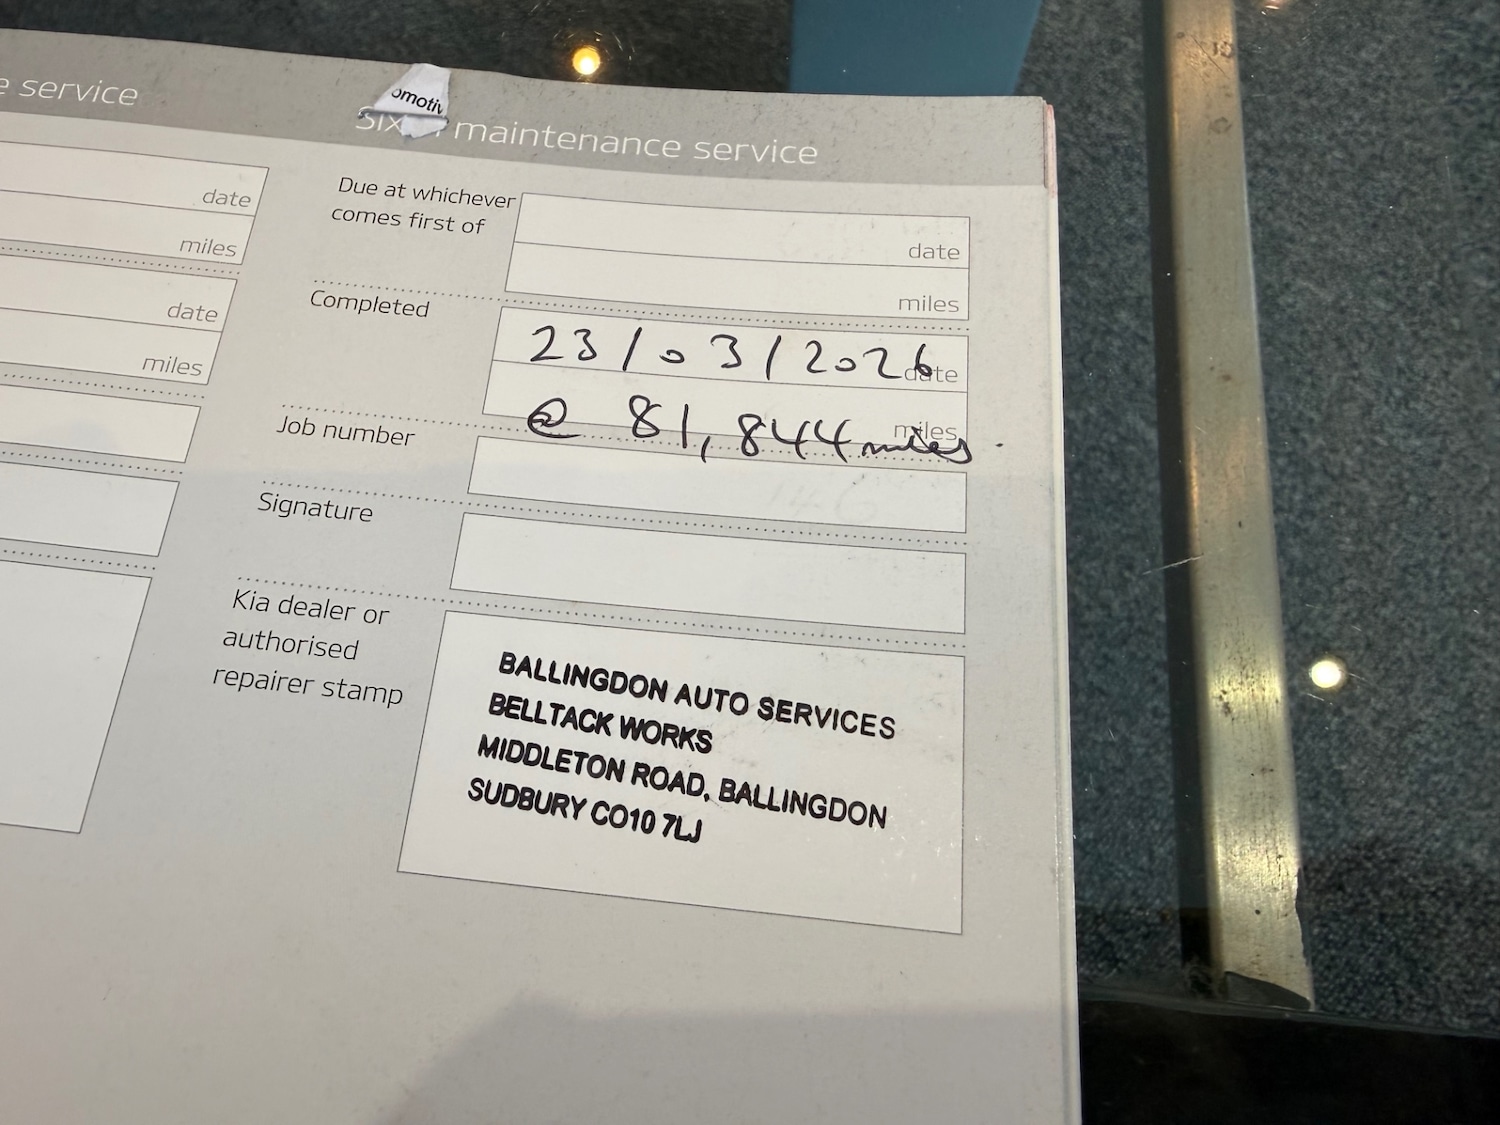 e service
date
miles
date
miles
omotiv
maintenance service
Due at whichever
comes first of
date
miles
Completed
23/03/2026
date
@ 81,844 miles.
miles
Job number
Signature
Kia dealer or
authorised
repairer stamp
BALLINGDON AUTO SERVICES
BELLTACK WORKS
MIDDLETON ROAD, BALLINGDON
SUDBURY CO10 7LJ